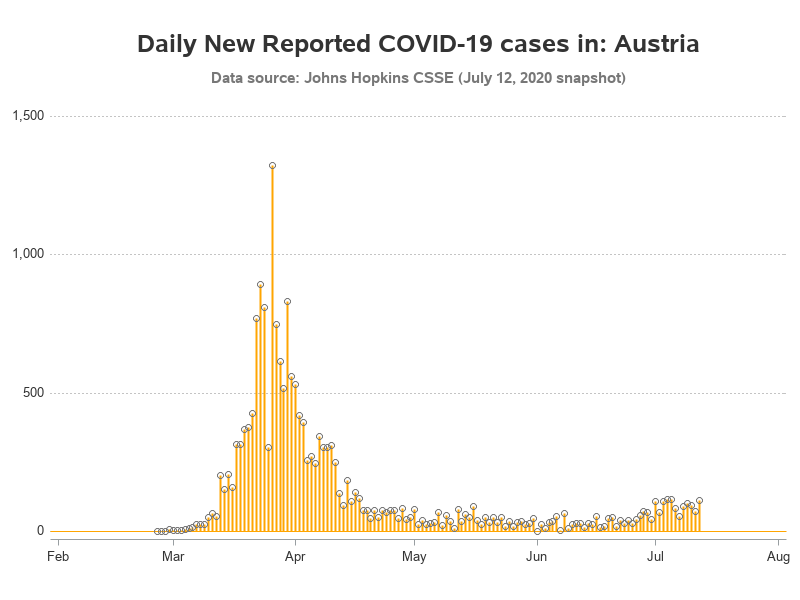 Daily New Reported COVID-19 cases in: Austria
Data source: Johns Hopkins CSSE (July 12, 2020 snapshot)
1,500
1,000
500
0
Feb Mar Apr May Jun Jul Aug